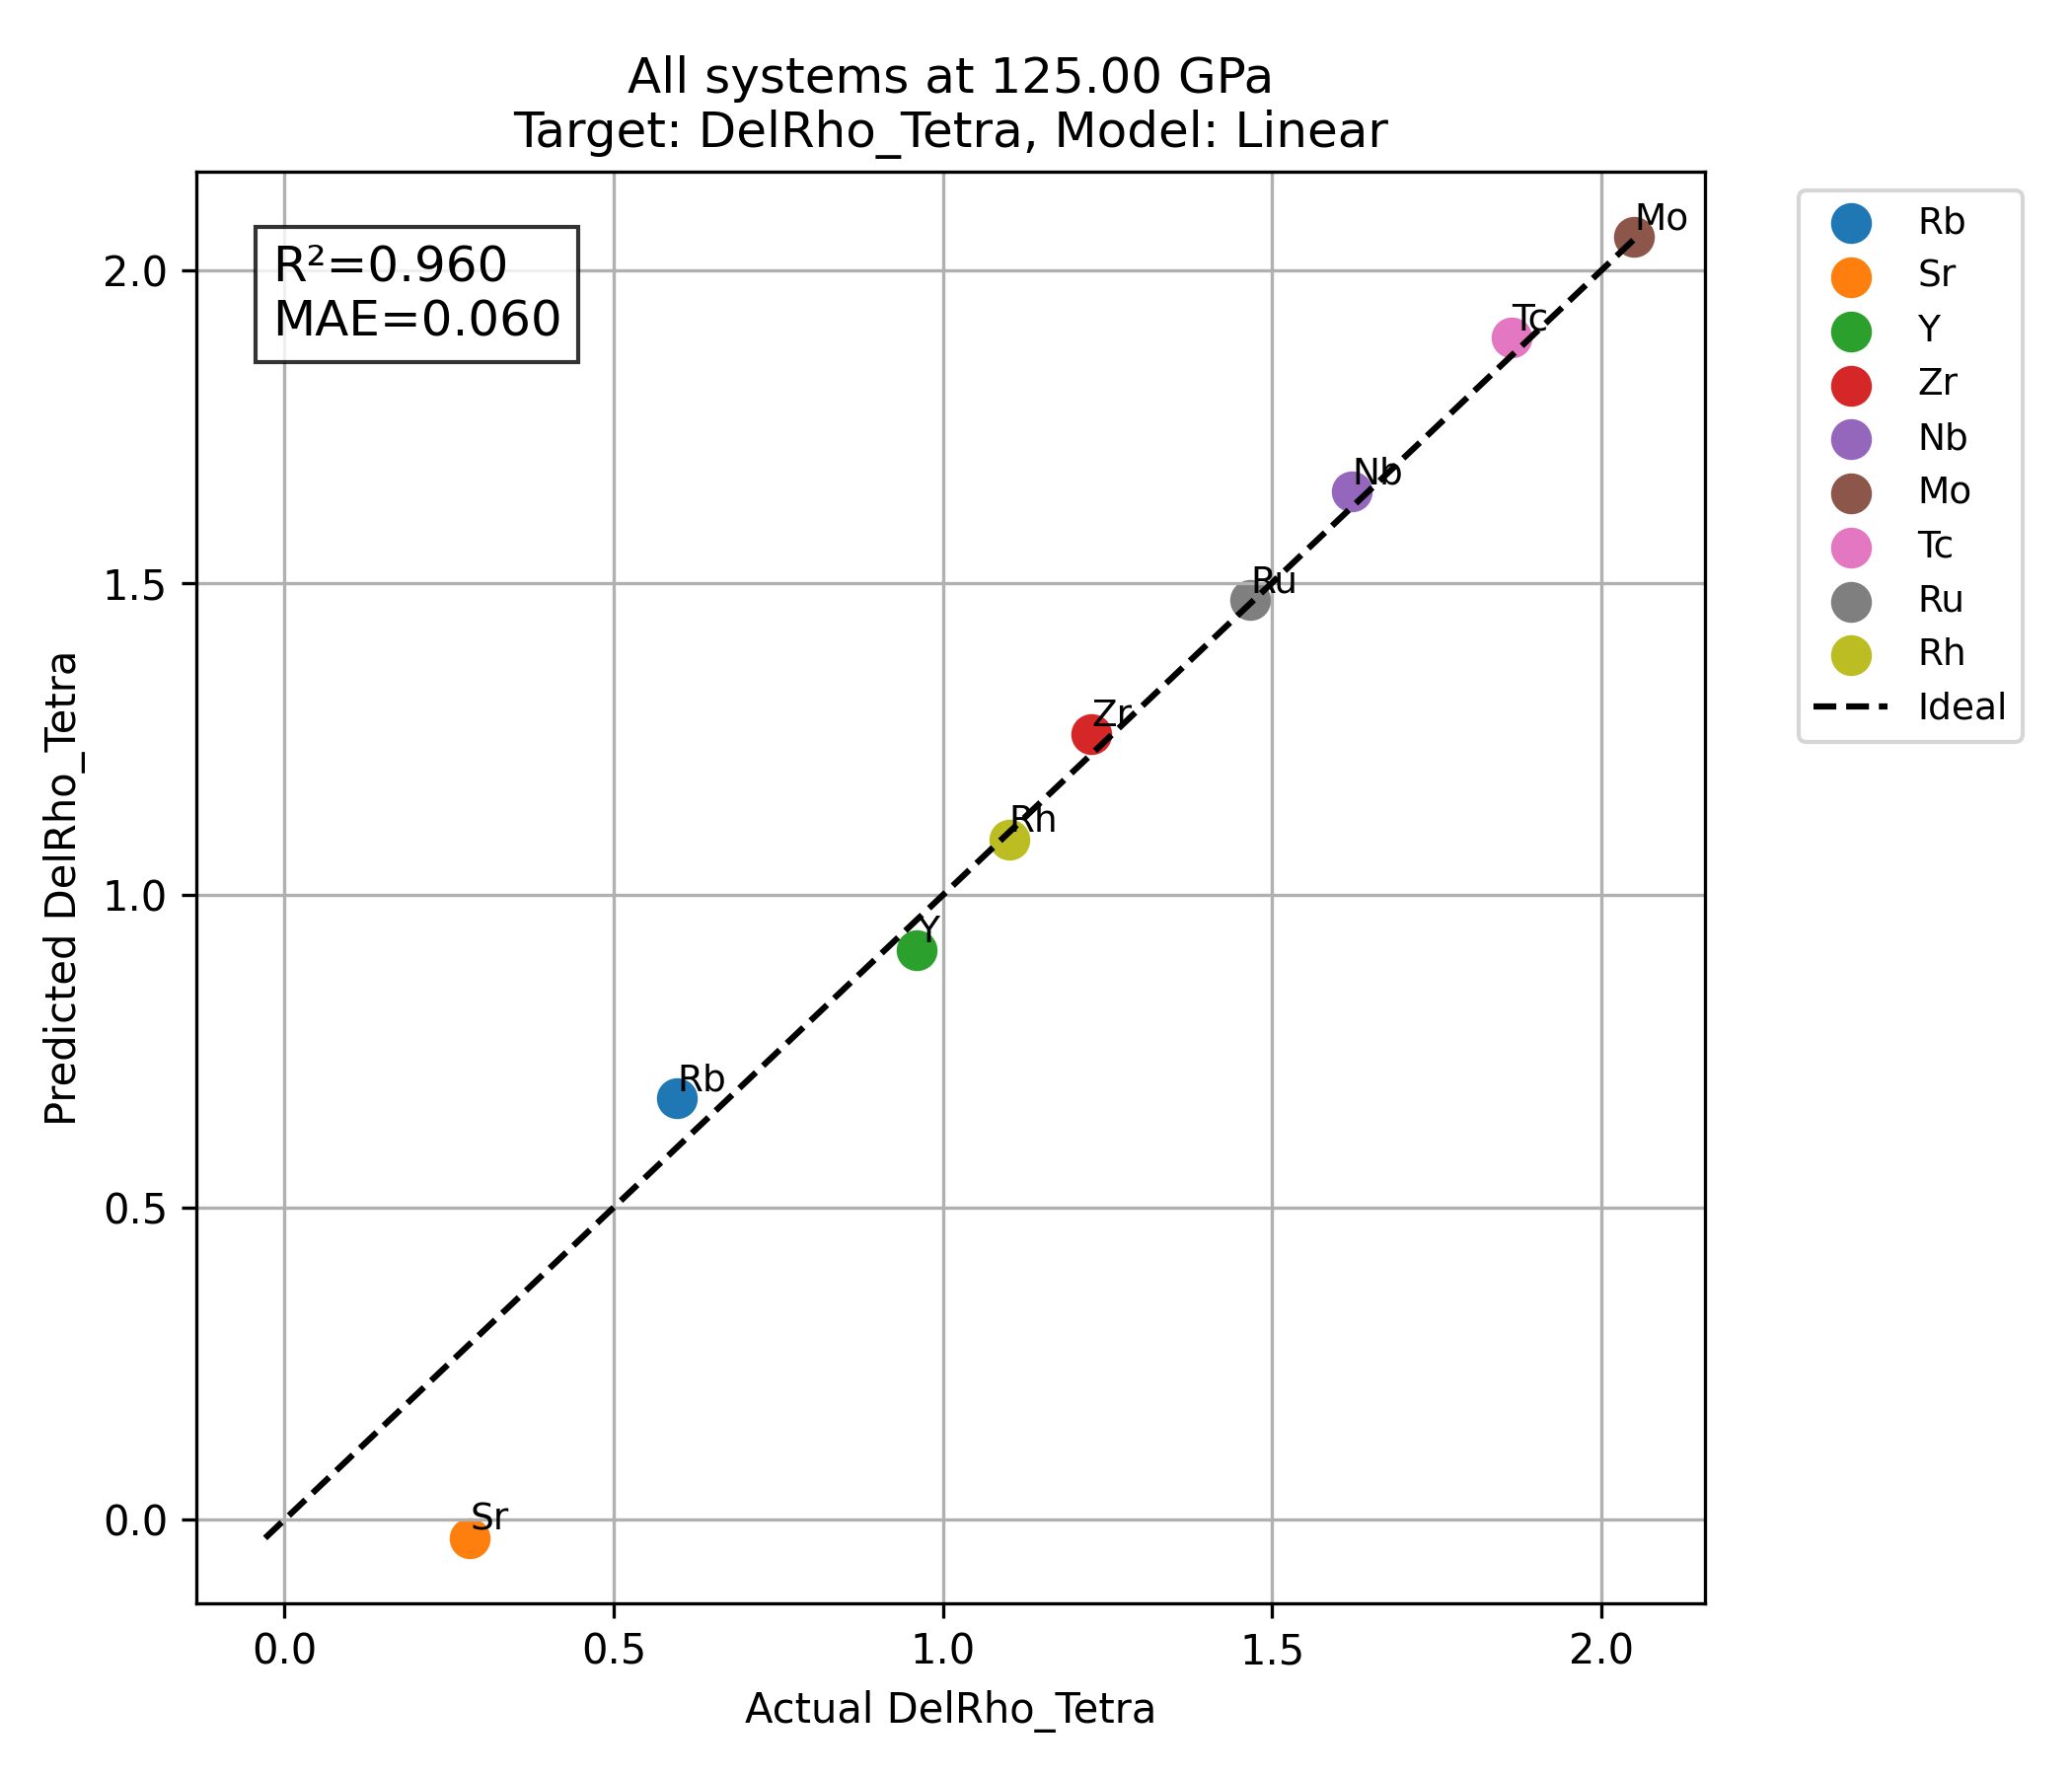 All systems at 125.00 GPa
Target: DelRho_Tetra, Model: Linear
R²=0.960
MAE=0.060
Mo
Tc
Nb
Ru
Zr
Rh
Y
Rb
Sr
2.0
1.5
1.0
0.5
0.0
Predicted DelRho_Tetra
0.0 0.5 1.0 1.5 2.0
Actual DelRho_Tetra
Rb
Sr
Y
Zr
Nb
Mo
Tc
Ru
Rh
Ideal